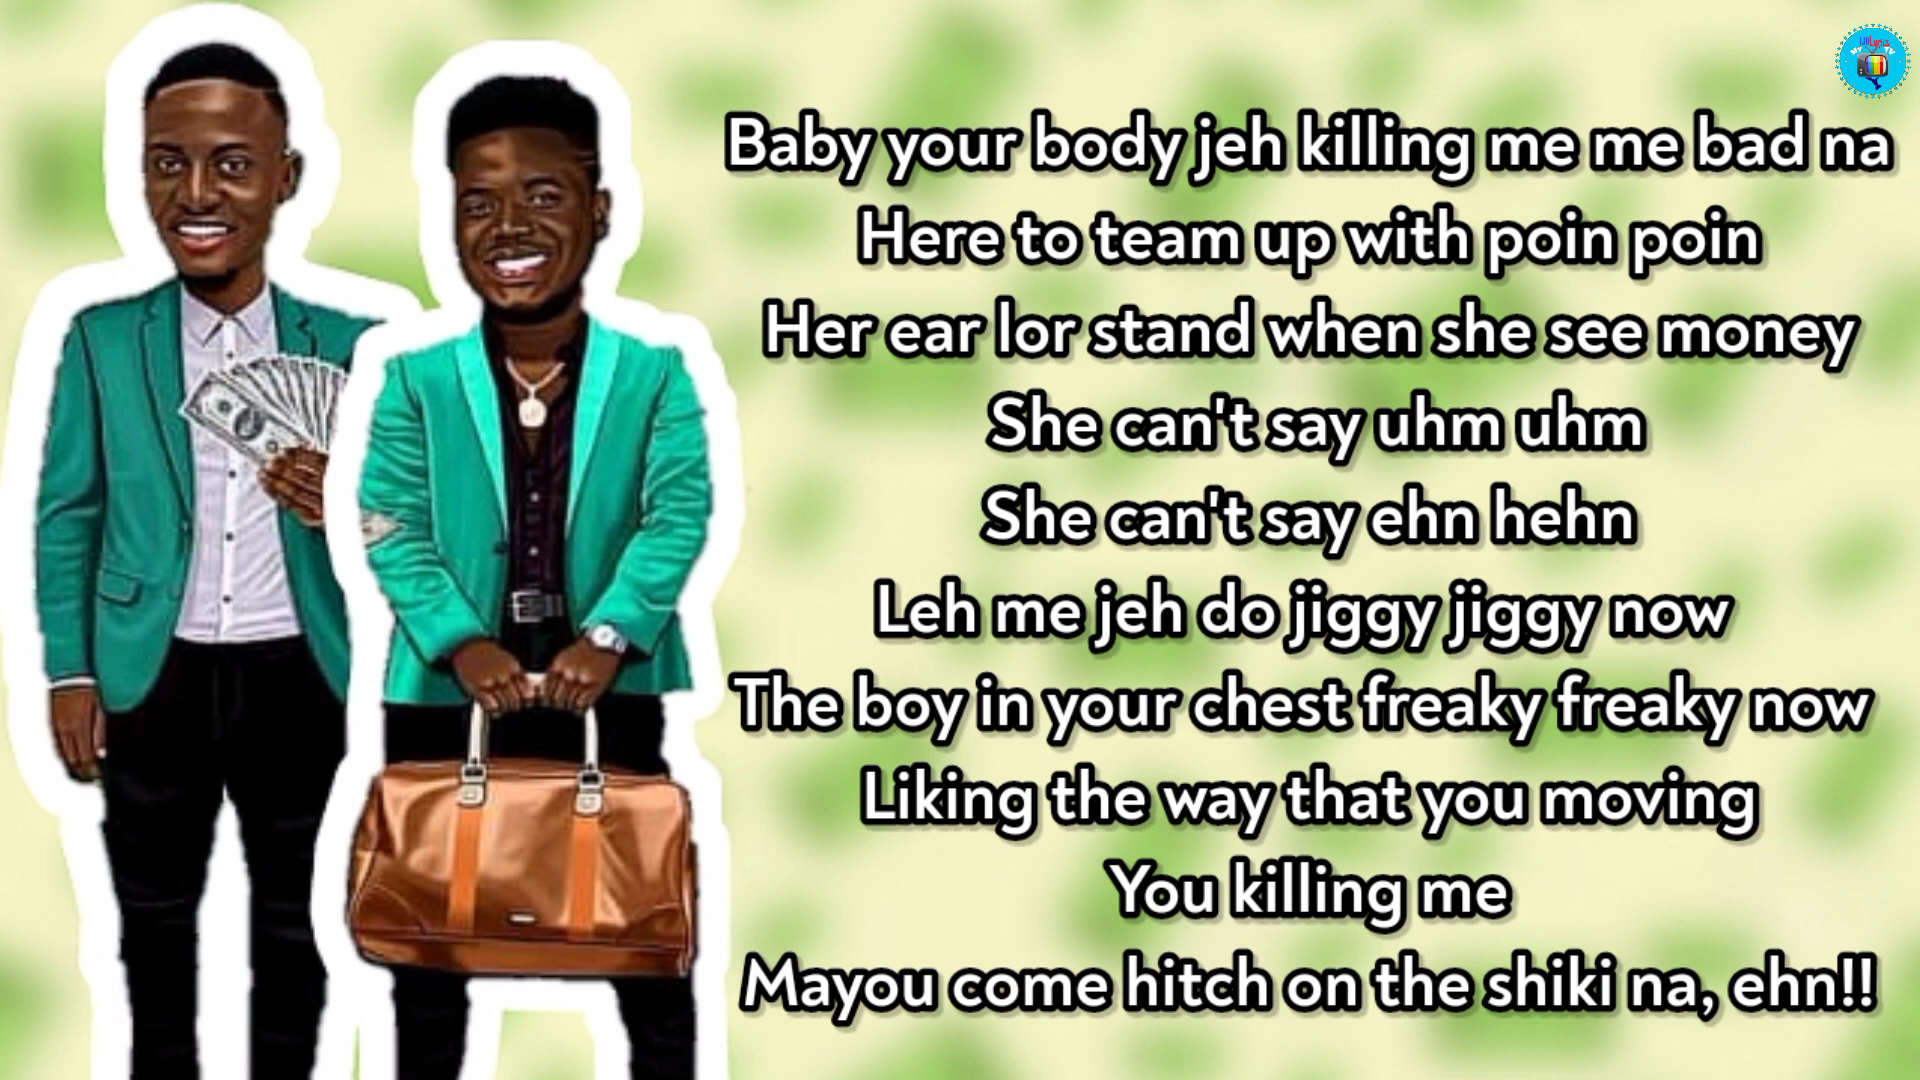 Baby your body jeh killing me me bad na
Here to team up with poin poin
Her ear lor stand when she see money
She can't say uhm uhm
She can't say ehn hehn
Leh me jeh do jiggy jiggy now
The boy in your chest freaky freaky now
Liking the way that you moving
You killing me
Mayou come hitch on the shiki na, ehn!!